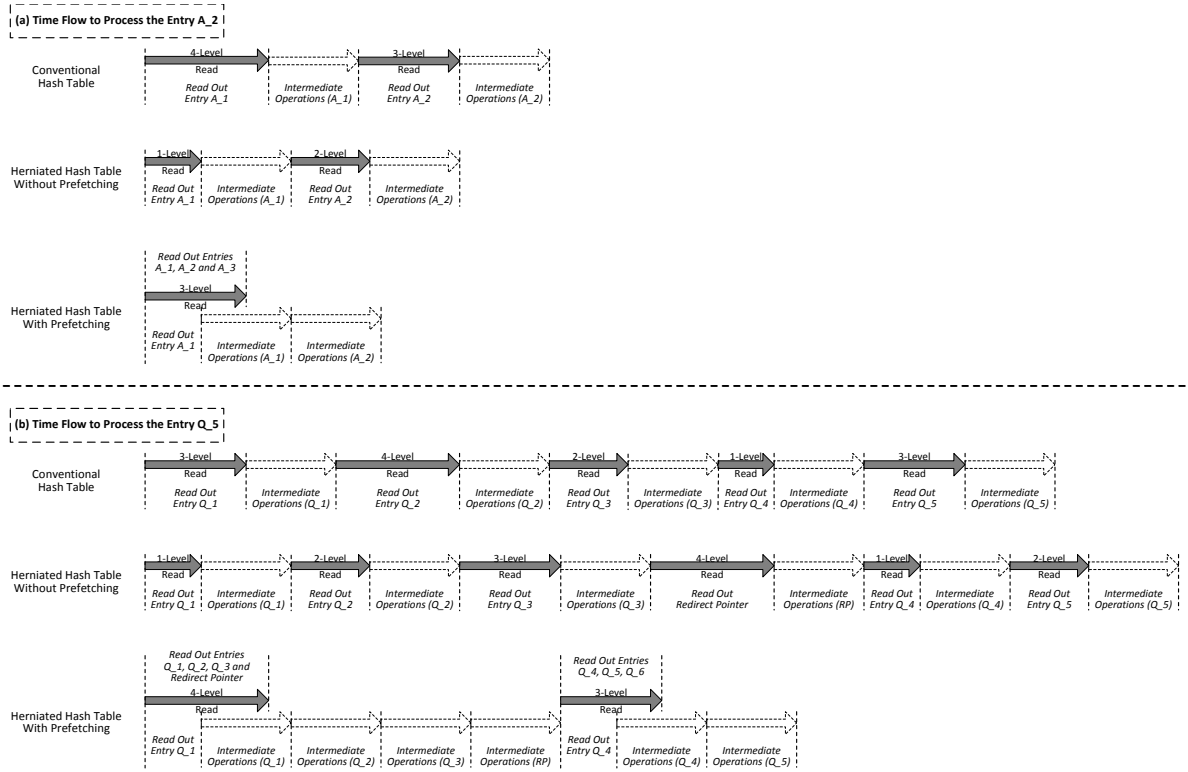 (a) Time Flow to Process the Entry A_2
Conventional
Hash Table
4-Level
Read
Read Out
Entry A_1
Intermediate
Operations (A_1)
3-Level
Read
Read Out
Entry A_2
Intermediate
Operations (A_2)
Herniated Hash Table
Without Prefetching
1-Level
Read
Read Out
Entry A_1
Intermediate
Operations (A_1)
2-Level
Read
Read Out
Entry A_2
Intermediate
Operations (A_2)
Herniated Hash Table
With Prefetching
Read Out Entries
A_1, A_2 and A_3
3-Level
Read
Read Out
Entry A_1
Intermediate
Operations (A_1)
Intermediate
Operations (A_2)
(b) Time Flow to Process the Entry Q_5
Conventional
Hash Table
3-Level
Read
Read Out
Entry Q_1
Intermediate
Operations (Q_1)
4-Level
Read
Read Out
Entry Q_2
Intermediate
Operations (Q_2)
2-Level
Read
Read Out
Entry Q_3
Intermediate
Operations (Q_3)
1-Level
Read
Read Out
Entry Q_4
Intermediate
Operations (Q_4)
3-Level
Read
Read Out
Entry Q_5
Intermediate
Operations (Q_5)
Herniated Hash Table
Without Prefetching
1-Level
Read
Read Out
Entry Q_1
Intermediate
Operations (Q_1)
2-Level
Read
Read Out
Entry Q_2
Intermediate
Operations (Q_2)
3-Level
Read
Read Out
Entry Q_3
Intermediate
Operations (Q_3)
4-Level
Read
Read Out
Redirect Pointer
Intermediate
Operations (RP)
1-Level
Read
Read Out
Entry Q_4
Intermediate
Operations (Q_4)
2-Level
Read
Read Out
Entry Q_5
Intermediate
Operations (Q_5)
Herniated Hash Table
With Prefetching
Read Out Entries
Q_1, Q_2, Q_3 and
Redirect Pointer
4-Level
Read
Read Out
Entry Q_1
Intermediate
Operations (Q_1)
Intermediate
Operations (Q_2)
Intermediate
Operations (Q_3)
Intermediate
Operations (RP)
Read Out Entries
Q_4, Q_5, Q_6
3-Level
Read
Read Out
Entry Q_4
Intermediate
Operations (Q_4)
Intermediate
Operations (Q_5)